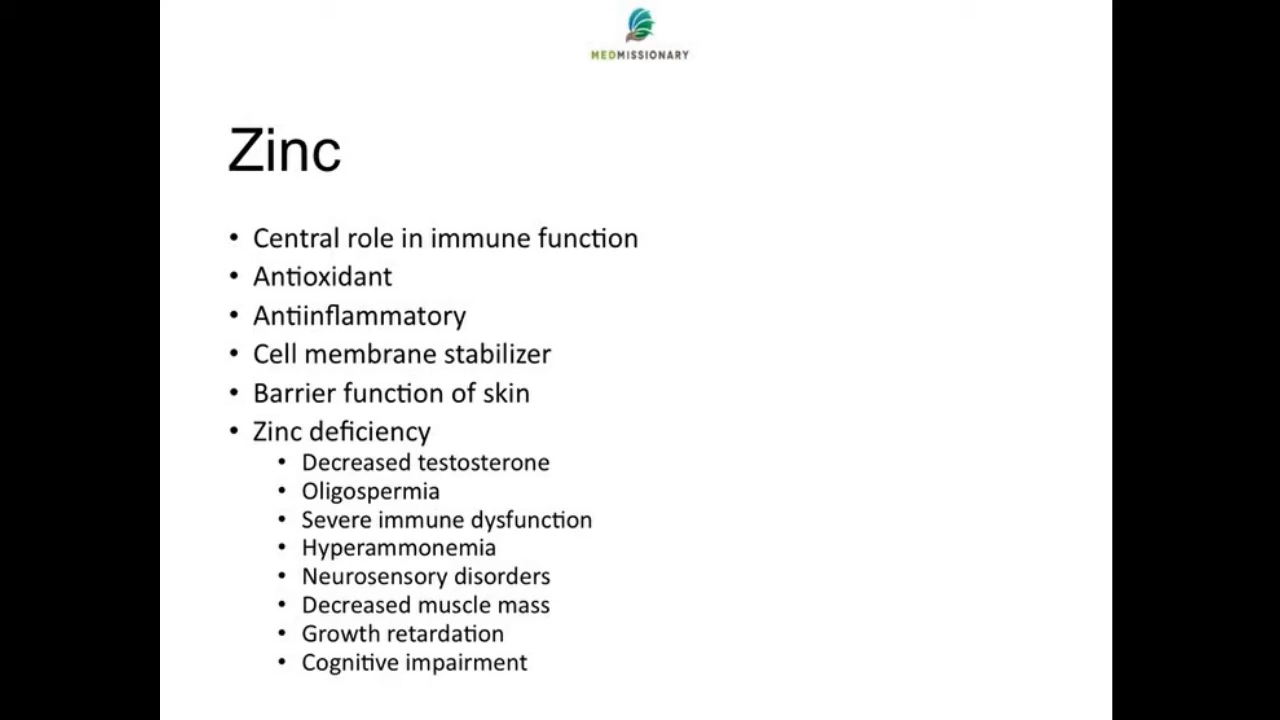 MEDMISSIONARY
Zinc
• Central role in immune function
• Antioxidant
• Antiinflammatory
• Cell membrane stabilizer
• Barrier function of skin
• Zinc deficiency
• Decreased testosterone
• Oligospermia
• Severe immune dysfunction
• Hyperammonemia
• Neurosensory disorders
• Decreased muscle mass
• Growth retardation
• Cognitive impairment